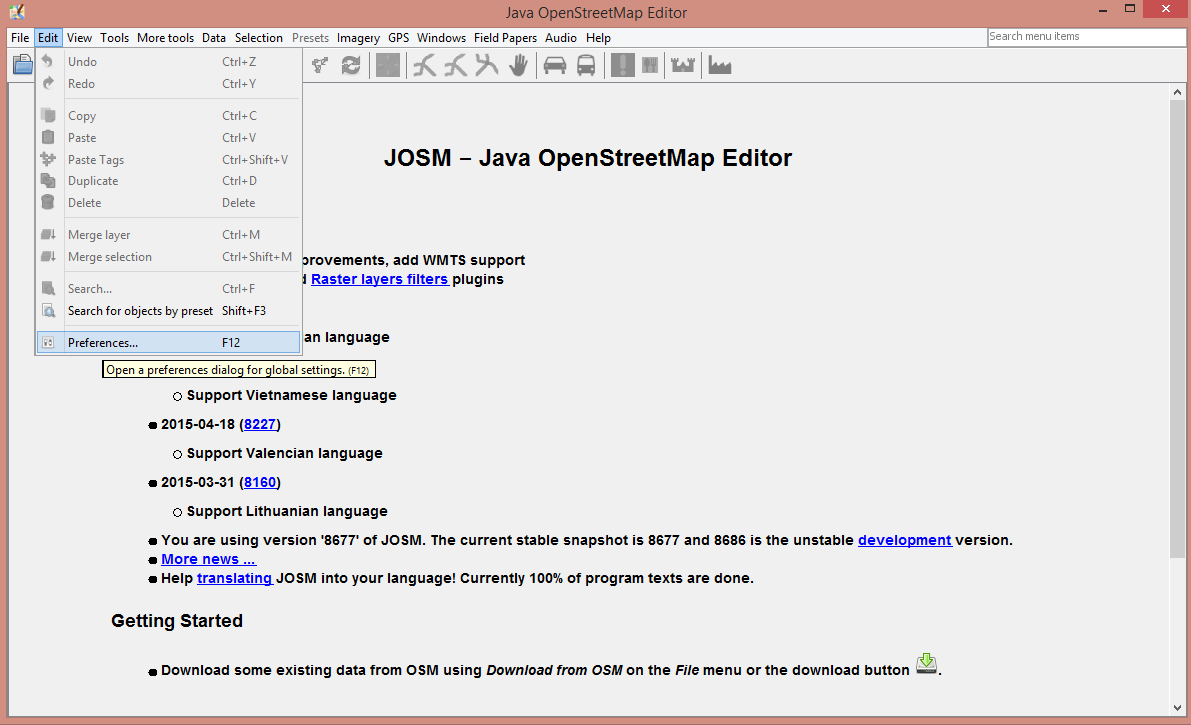 Java OpenStreetMap Editor
File Edit View Tools More tools Data Selection Presets Imagery GPS Windows Field Papers Audio Help Search menu items
Undo Ctrl+Z
Redo Ctrl+Y
Copy Ctrl+C
Paste Ctrl+V
Paste Tags Ctrl+Shift+V
Duplicate Ctrl+D
Delete Delete
Merge layer Ctrl+M
Merge selection Ctrl+Shift+M
Search... Ctrl+F
Search for objects by preset Shift+F3
Preferences... F12
Open a preferences dialog for global settings. (F12)
JOSM – Java OpenStreetMap Editor
provements, add WMTS support
Raster layers filters plugins
an language
Support Vietnamese language
2015-04-18 (8227)
Support Valencian language
2015-03-31 (8160)
Support Lithuanian language
You are using version '8677' of JOSM. The current stable snapshot is 8677 and 8686 is the unstable development version.
More news ...
Help translating JOSM into your language! Currently 100% of program texts are done.
Getting Started
Download some existing data from OSM using Download from OSM on the File menu or the download button .